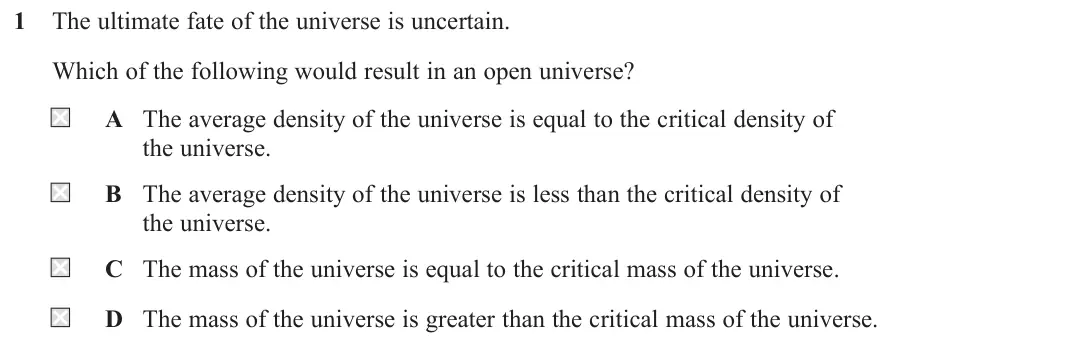 1 The ultimate fate of the universe is uncertain.
Which of the following would result in an open universe?
A The average density of the universe is equal to the critical density of
the universe.
B The average density of the universe is less than the critical density of
the universe.
C The mass of the universe is equal to the critical mass of the universe.
D The mass of the universe is greater than the critical mass of the universe.